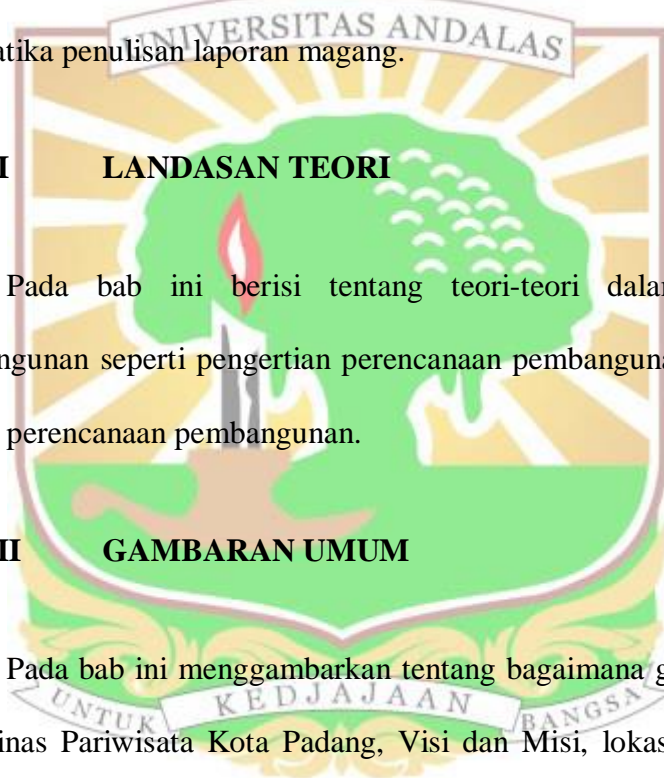 UNIVERSITAS ANDALAS
atika penulisan laporan magang.
I LANDASAN TEORI
Pada bab ini berisi tentang teori-teori dalar
ngunan seperti pengertian perencanaan pembanguna
perencanaan pembangunan.
II GAMBARAN UMUM
Pada bab ini menggambarkan tentang bagaimana g
UNTUK KEDJAJAAN BANGSA
inas Pariwisata Kota Padang, Visi dan Misi, lokas